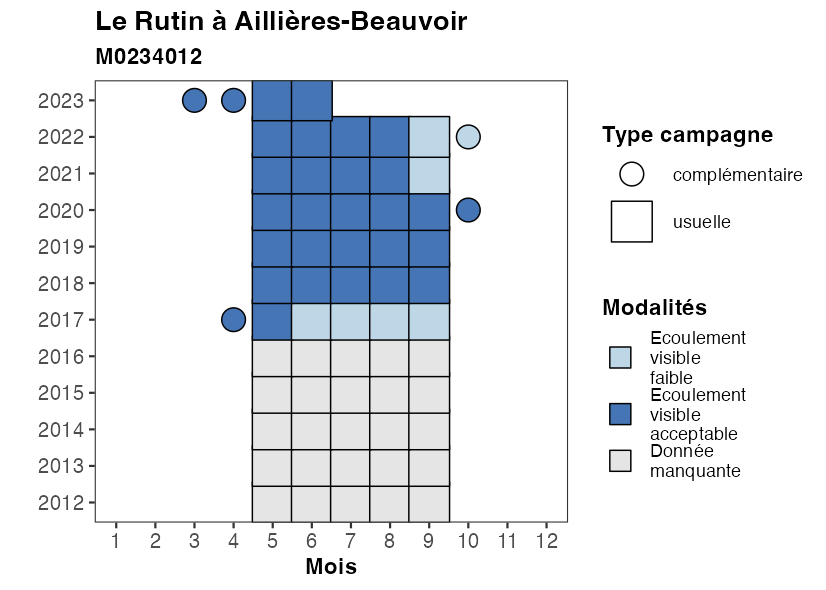 Le Rutin à Aillières-Beauvoir
M0234012
2023
2022
2021
2020
2019
2018
2017
2016
2015
2014
2013
2012
1 2 3 4 5 6 7 8 9 10 11 12
Mois
Type campagne
complémentaire
usuelle
Modalités
Ecoulement
visible
faible
Ecoulement
visible
acceptable
Donnée
manquante